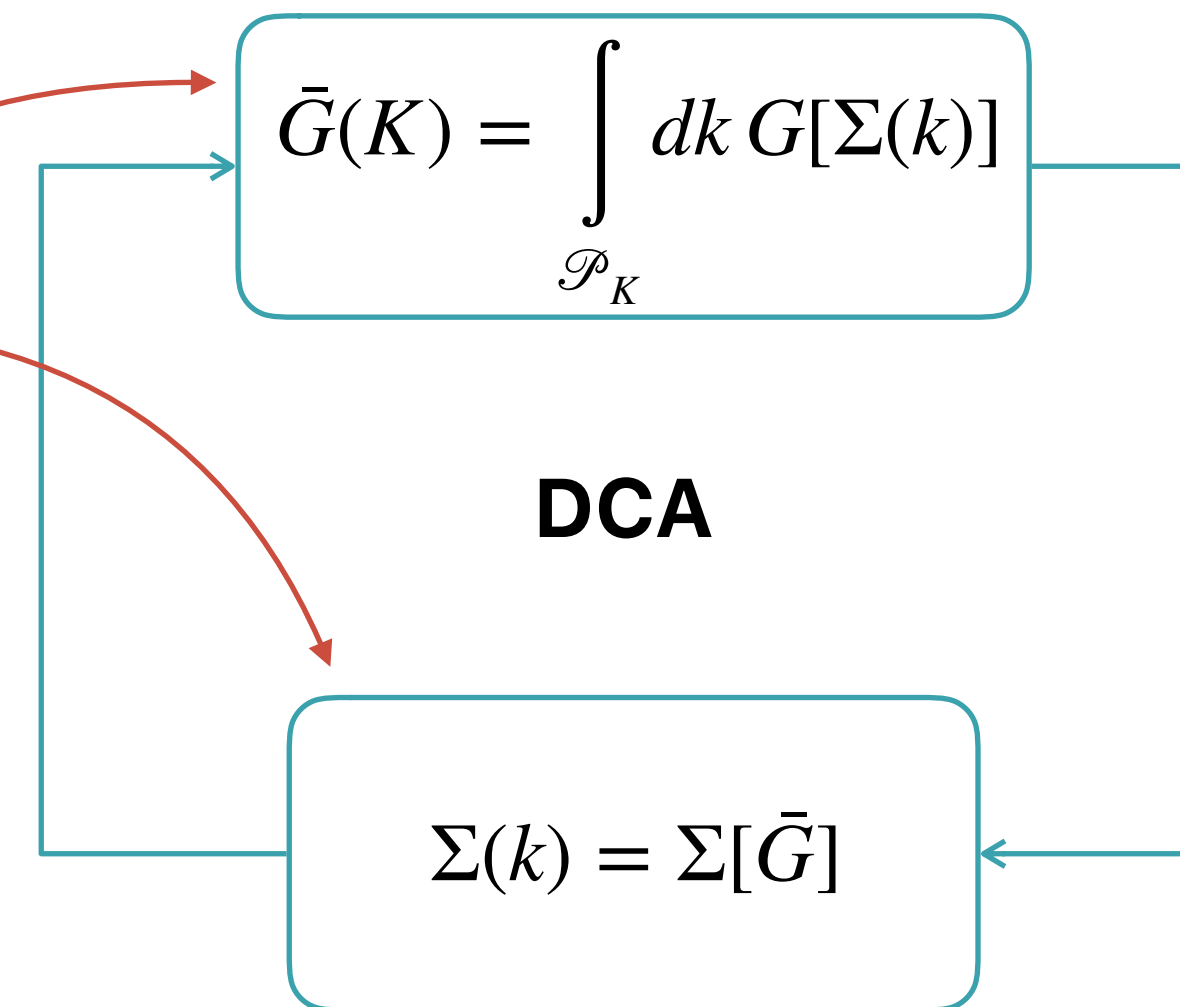 Ḡ(K) = ∫ dk G[Σ(k)]
𝒫_K
DCA
Σ(k) = Σ[Ḡ]